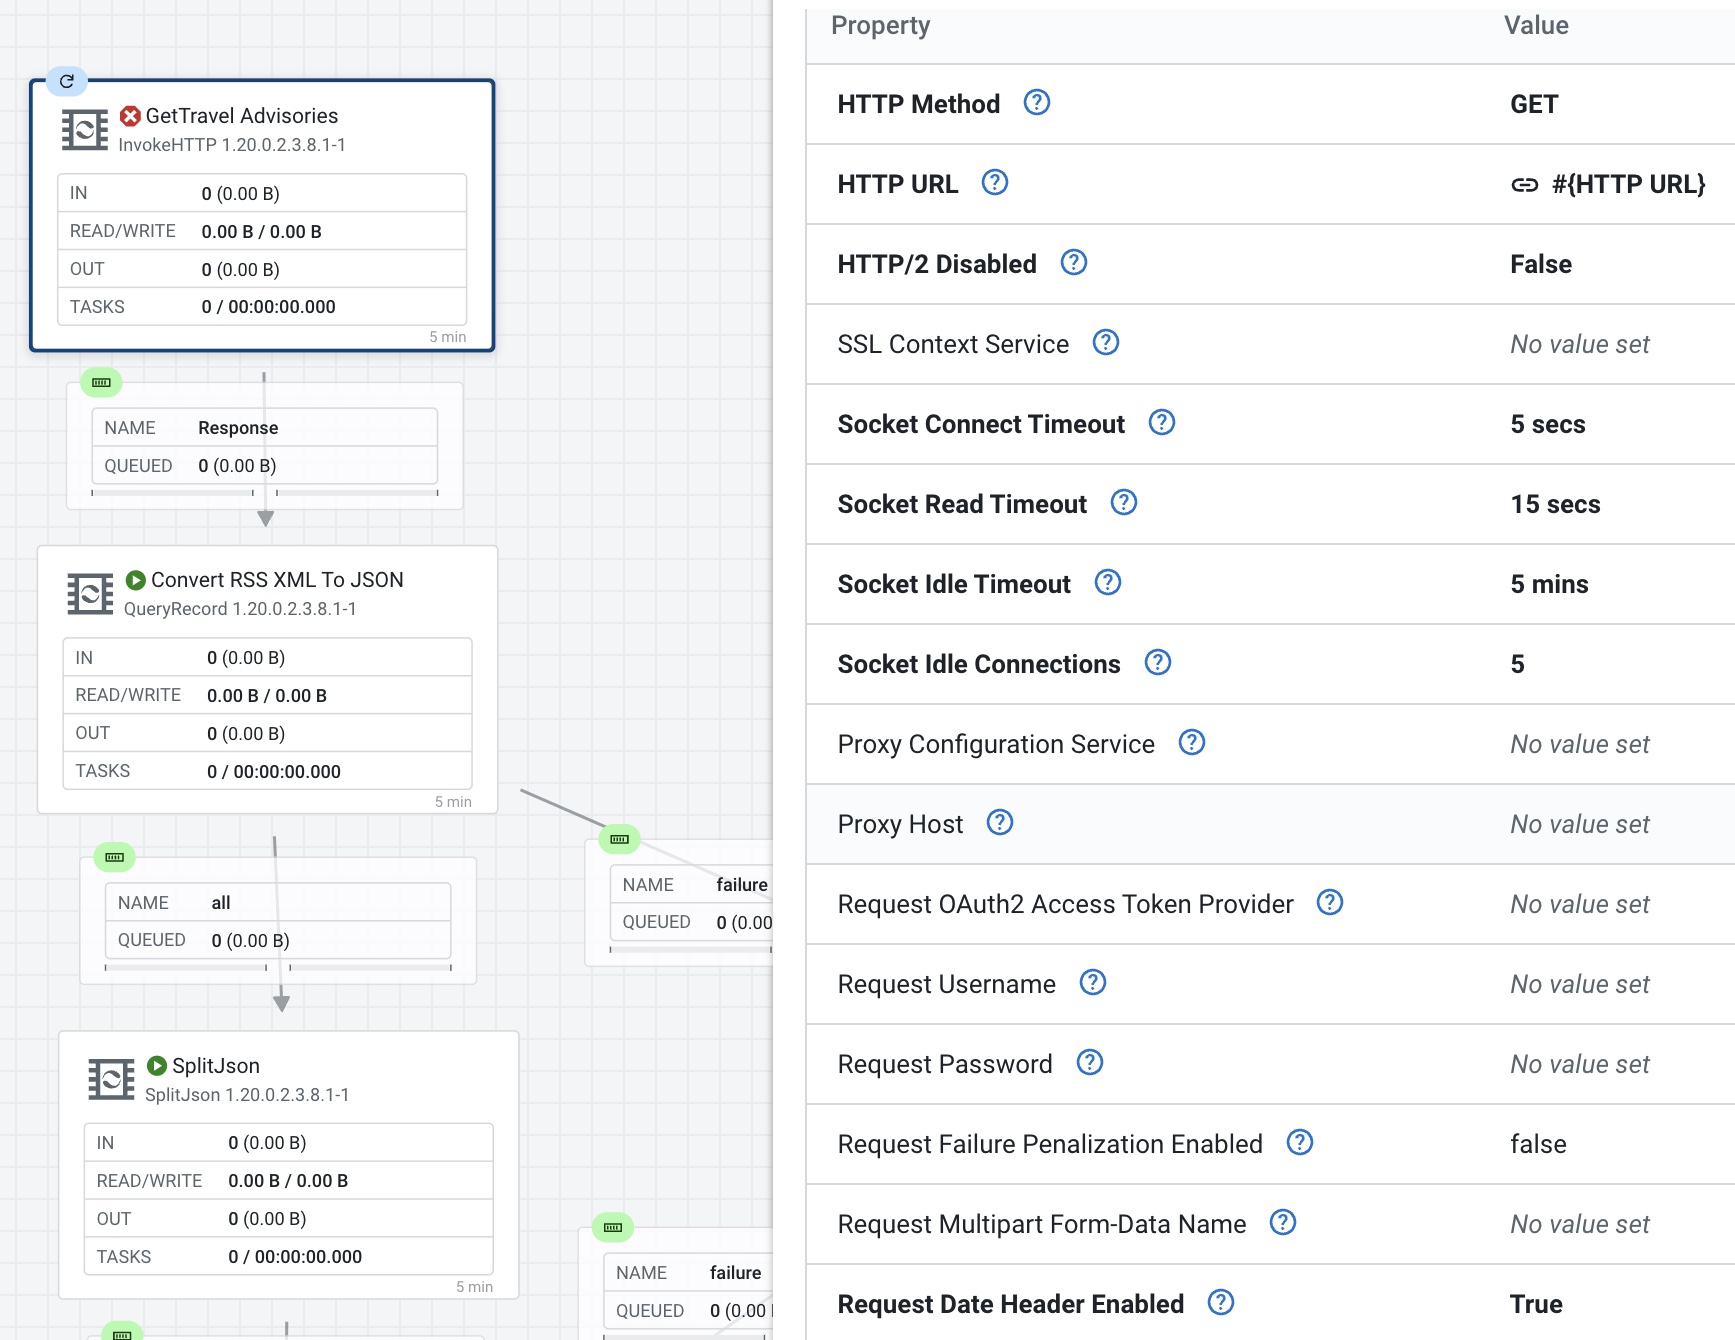 GetTravel Advisories
InvokeHTTP 1.20.0.2.3.8.1-1
IN 0 (0.00 B)
READ/WRITE 0.00 B / 0.00 B
OUT 0 (0.00 B)
TASKS 0 / 00:00:00.000
5 min
NAME Response
QUEUED 0 (0.00 B)
Convert RSS XML To JSON
QueryRecord 1.20.0.2.3.8.1-1
IN 0 (0.00 B)
READ/WRITE 0.00 B / 0.00 B
OUT 0 (0.00 B)
TASKS 0 / 00:00:00.000
5 min
NAME all
QUEUED 0 (0.00 B)
NAME failure
QUEUED 0 (0.00
SplitJson
SplitJson 1.20.0.2.3.8.1-1
IN 0 (0.00 B)
READ/WRITE 0.00 B / 0.00 B
OUT 0 (0.00 B)
TASKS 0 / 00:00:00.000
5 min
NAME failure
QUEUED 0 (0.00
Property Value
HTTP Method GET
HTTP URL #{HTTP URL}
HTTP/2 Disabled False
SSL Context Service No value set
Socket Connect Timeout 5 secs
Socket Read Timeout 15 secs
Socket Idle Timeout 5 mins
Socket Idle Connections 5
Proxy Configuration Service No value set
Proxy Host No value set
Request OAuth2 Access Token Provider No value set
Request Username No value set
Request Password No value set
Request Failure Penalization Enabled false
Request Multipart Form-Data Name No value set
Request Date Header Enabled True